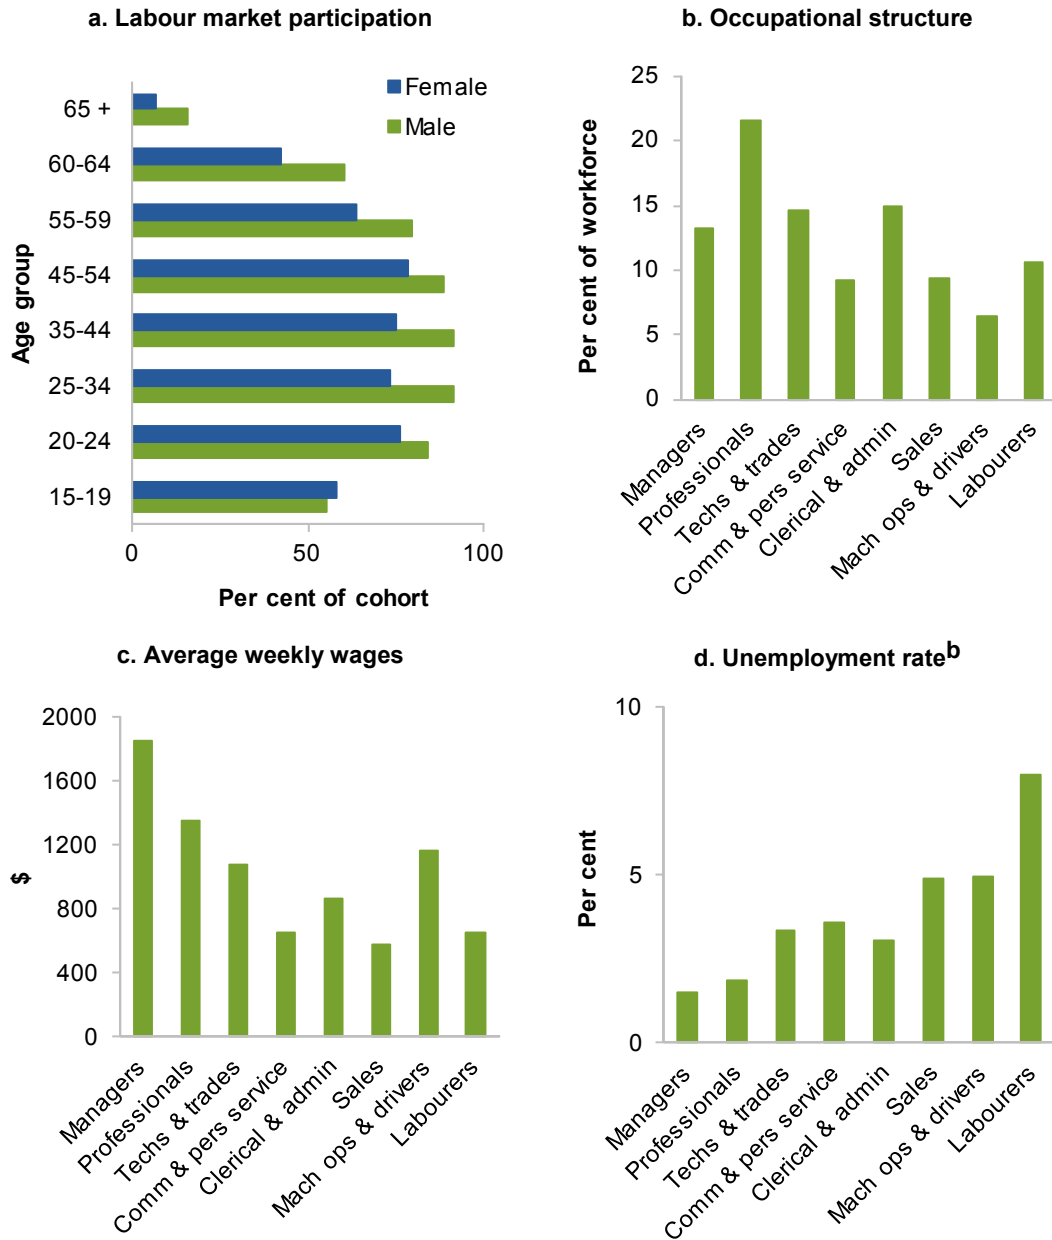 a. Labour market participation
Female
Male
Age group
65 +
60-64
55-59
45-54
35-44
25-34
20-24
15-19
0
50
100
Per cent of cohort
b. Occupational structure
Per cent of workforce
25
20
15
10
5
0
Managers
Professionals
Techs & trades
Comm & pers service
Clerical & admin
Sales
Mach ops & drivers
Labourers
c. Average weekly wages
$
2000
1600
1200
800
400
0
Managers
Professionals
Techs & trades
Comm & pers service
Clerical & admin
Sales
Mach ops & drivers
Labourers
d. Unemployment rateb
Per cent
10
5
0
Managers
Professionals
Techs & trades
Comm & pers service
Clerical & admin
Sales
Mach ops & drivers
Labourers